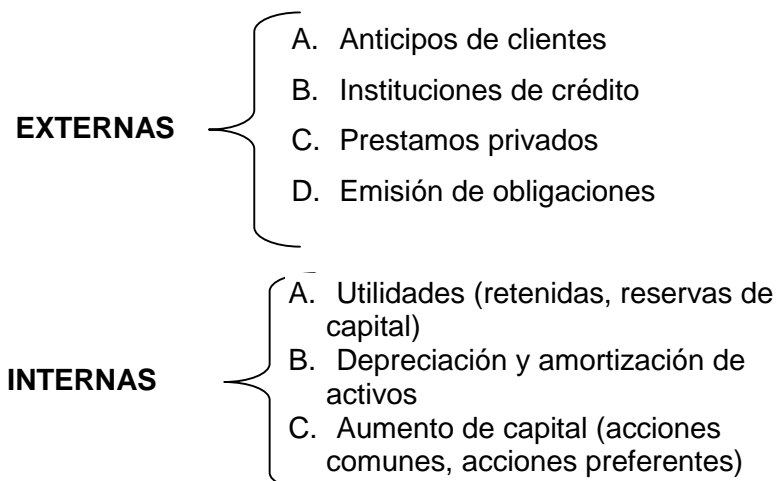 EXTERNAS
A. Anticipos de clientes
B. Instituciones de crédito
C. Prestamos privados
D. Emisión de obligaciones
INTERNAS
A. Utilidades (retenidas, reservas de
capital)
B. Depreciación y amortización de
activos
C. Aumento de capital (acciones
comunes, acciones preferentes)